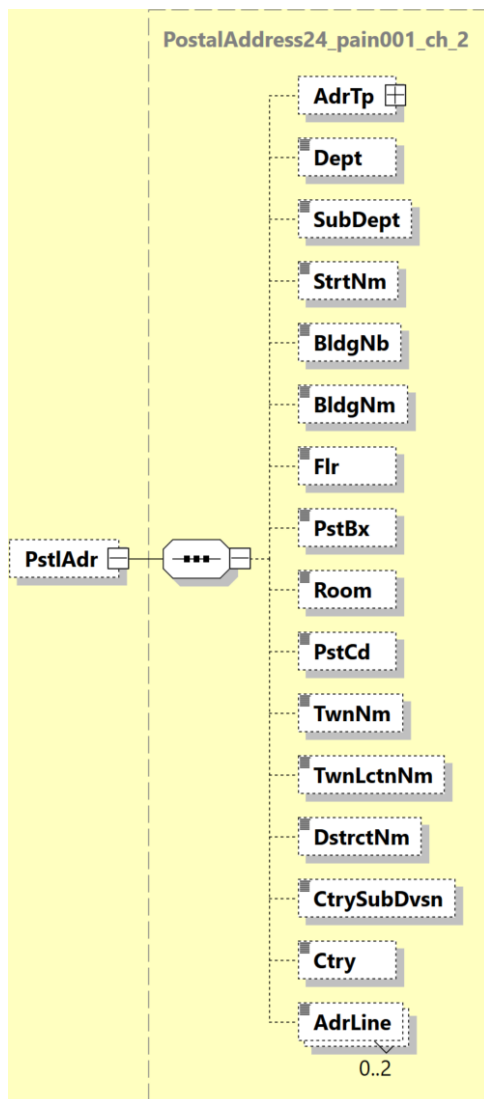 PostalAddress24_pain001_ch_2
AdrTp
Dept
SubDept
StrtNm
BldgNb
BldgNm
Flr
PstBx
PstlAdr
Room
PstCd
TwnNm
TwnLctnNm
DstrctNm
CtrySubDvsn
Ctry
AdrLine
0..2